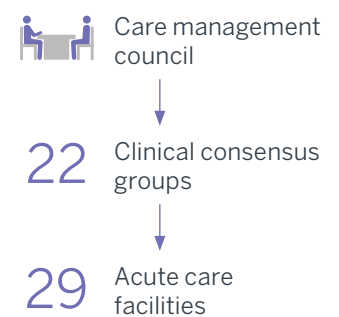 Care management
council
22 Clinical consensus
groups
29 Acute care
facilities